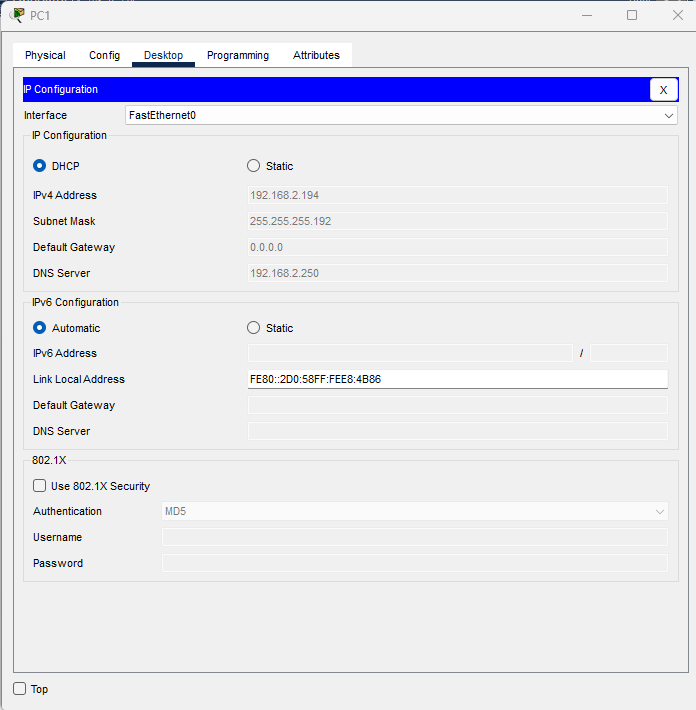 PC1
Physical Config Desktop Programming Attributes
IP Configuration X
Interface FastEthernet0
IP Configuration
DHCP Static
IPv4 Address 192.168.2.194
Subnet Mask 255.255.255.192
Default Gateway 0.0.0.0
DNS Server 192.168.2.250
IPv6 Configuration
Automatic Static
IPv6 Address /
Link Local Address FE80::2D0:58FF:FEE8:4B86
Default Gateway
DNS Server
802.1X
Use 802.1X Security
Authentication MD5
Username
Password
Top